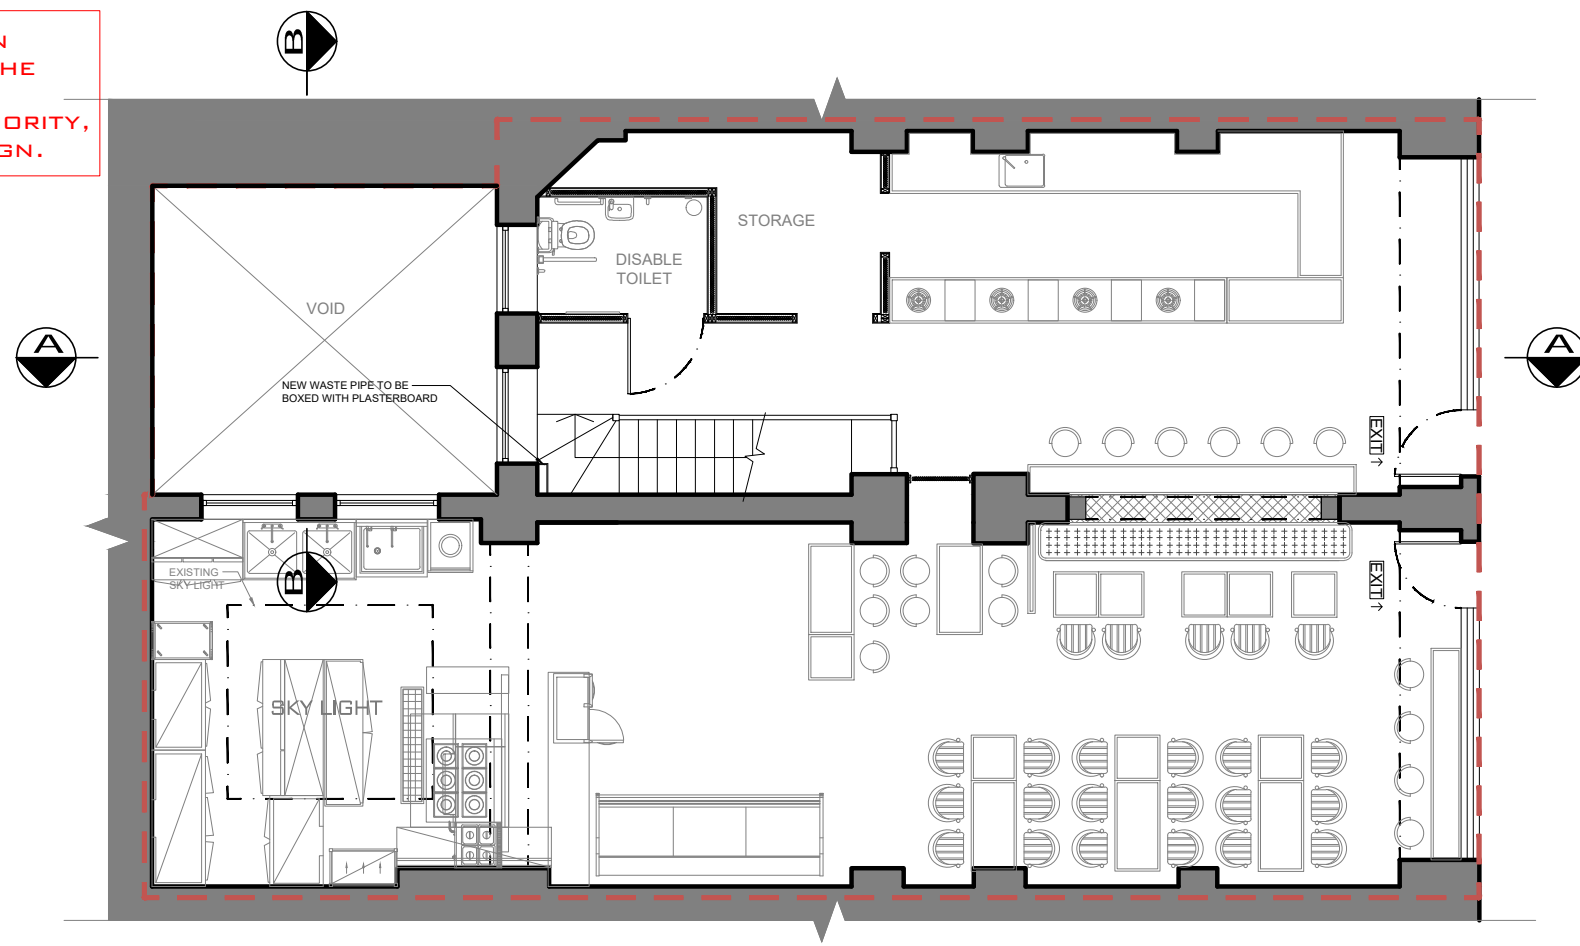 N
THE
ORITY,
GN.
B
STORAGE
DISABLE
TOILET
VOID
A
A
NEW WASTE PIPE TO BE
BOXED WITH PLASTERBOARD
EXIT→
EXISTING
SKY LIGHT
B
EXIT→
SKY LIGHT